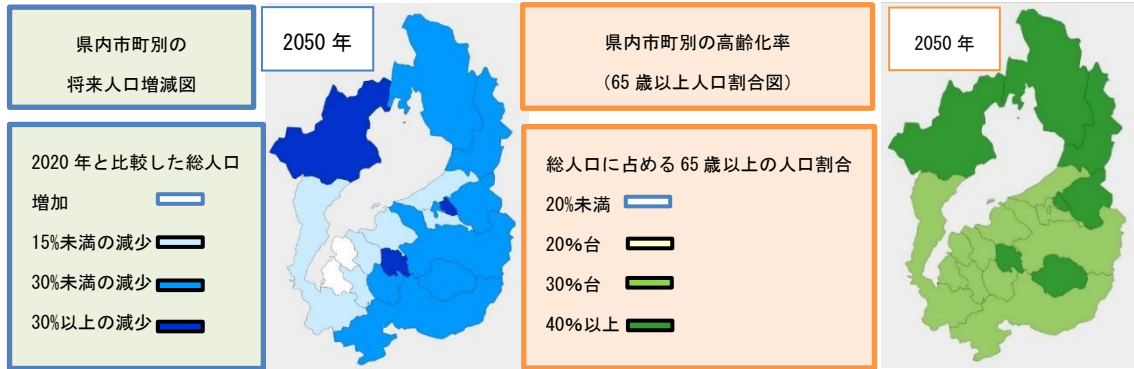 県内市町別の
将来人口増減図
2050 年
2020 年と比較した総人口
増加
15%未満の減少
30%未満の減少
30%以上の減少
県内市町別の高齢化率
(65 歳以上人口割合図)
2050 年
総人口に占める 65 歳以上の人口割合
20%未満
20%台
30%台
40%以上